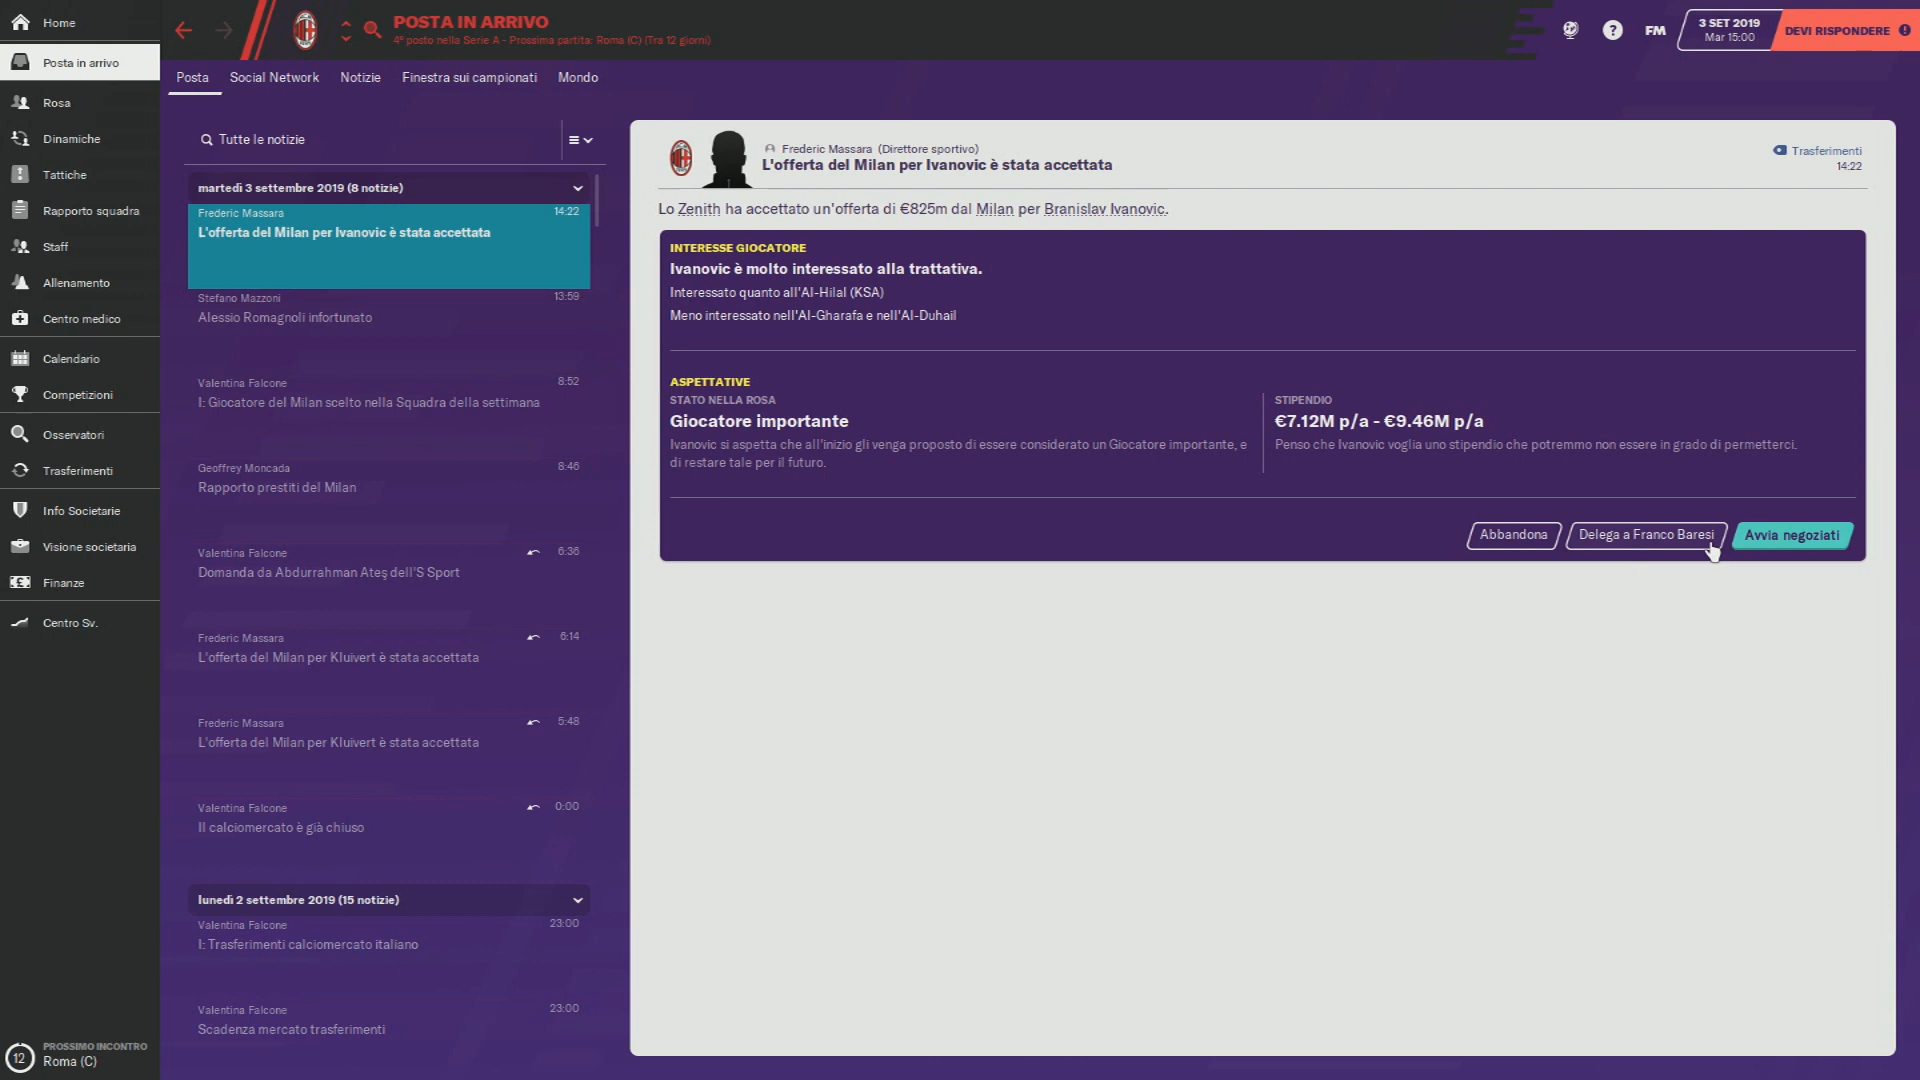 Home
Posta in arrivo
Rosa
Dinamiche
Tattiche
Rapporto squadra
Staff
Allenamento
Centro medico
Calendario
Competizioni
Osservatori
Trasferimenti
Info Societarie
Visione societaria
Finanze
Centro Sv.
12
PROSSIMO INCONTRO
Roma (C)
POSTA IN ARRIVO
4° posto nella Serie A - Prossima partita: Roma (C) (Tra 12 giorni)
?
FM
3 SET 2019
Mar 15:00
DEVI RISPONDERE
Posta
Social Network
Notizie
Finestra sui campionati
Mondo
Tutte le notizie
martedì 3 settembre 2019 (8 notizie)
Frederic Massara 14:22
L'offerta del Milan per Ivanovic è stata accettata
Stefano Mazzoni 13:59
Alessio Romagnoli infortunato
Valentina Falcone 8:52
I: Giocatore del Milan scelto nella Squadra della settimana
Geoffrey Moncada 8:46
Rapporto prestiti del Milan
Valentina Falcone 6:36
Domanda da Abdurrahman Ateş dell'S Sport
Frederic Massara 6:14
L'offerta del Milan per Kluivert è stata accettata
Frederic Massara 5:48
L'offerta del Milan per Kluivert è stata accettata
Valentina Falcone 0:00
Il calciomercato è già chiuso
lunedì 2 settembre 2019 (15 notizie)
Valentina Falcone 23:00
I: Trasferimenti calciomercato italiano
Valentina Falcone 23:00
Scadenza mercato trasferimenti
Frederic Massara (Direttore sportivo)
L'offerta del Milan per Ivanovic è stata accettata
Trasferimenti
14:22
Lo Zenith ha accettato un'offerta di €825m dal Milan per Branislav Ivanovic.
INTERESSE GIOCATORE
Ivanovic è molto interessato alla trattativa.
Interessato quanto all'Al-Hilal (KSA)
Meno interessato nell'Al-Gharafa e nell'Al-Duhail
ASPETTATIVE
STATO NELLA ROSA
Giocatore importante
Ivanovic si aspetta che all'inizio gli venga proposto di essere considerato un Giocatore importante, e
di restare tale per il futuro.
STIPENDIO
€7.12M p/a - €9.46M p/a
Penso che Ivanovic voglia uno stipendio che potremmo non essere in grado di permetterci.
Abbandona
Delega a Franco Baresi
Avvia negoziati